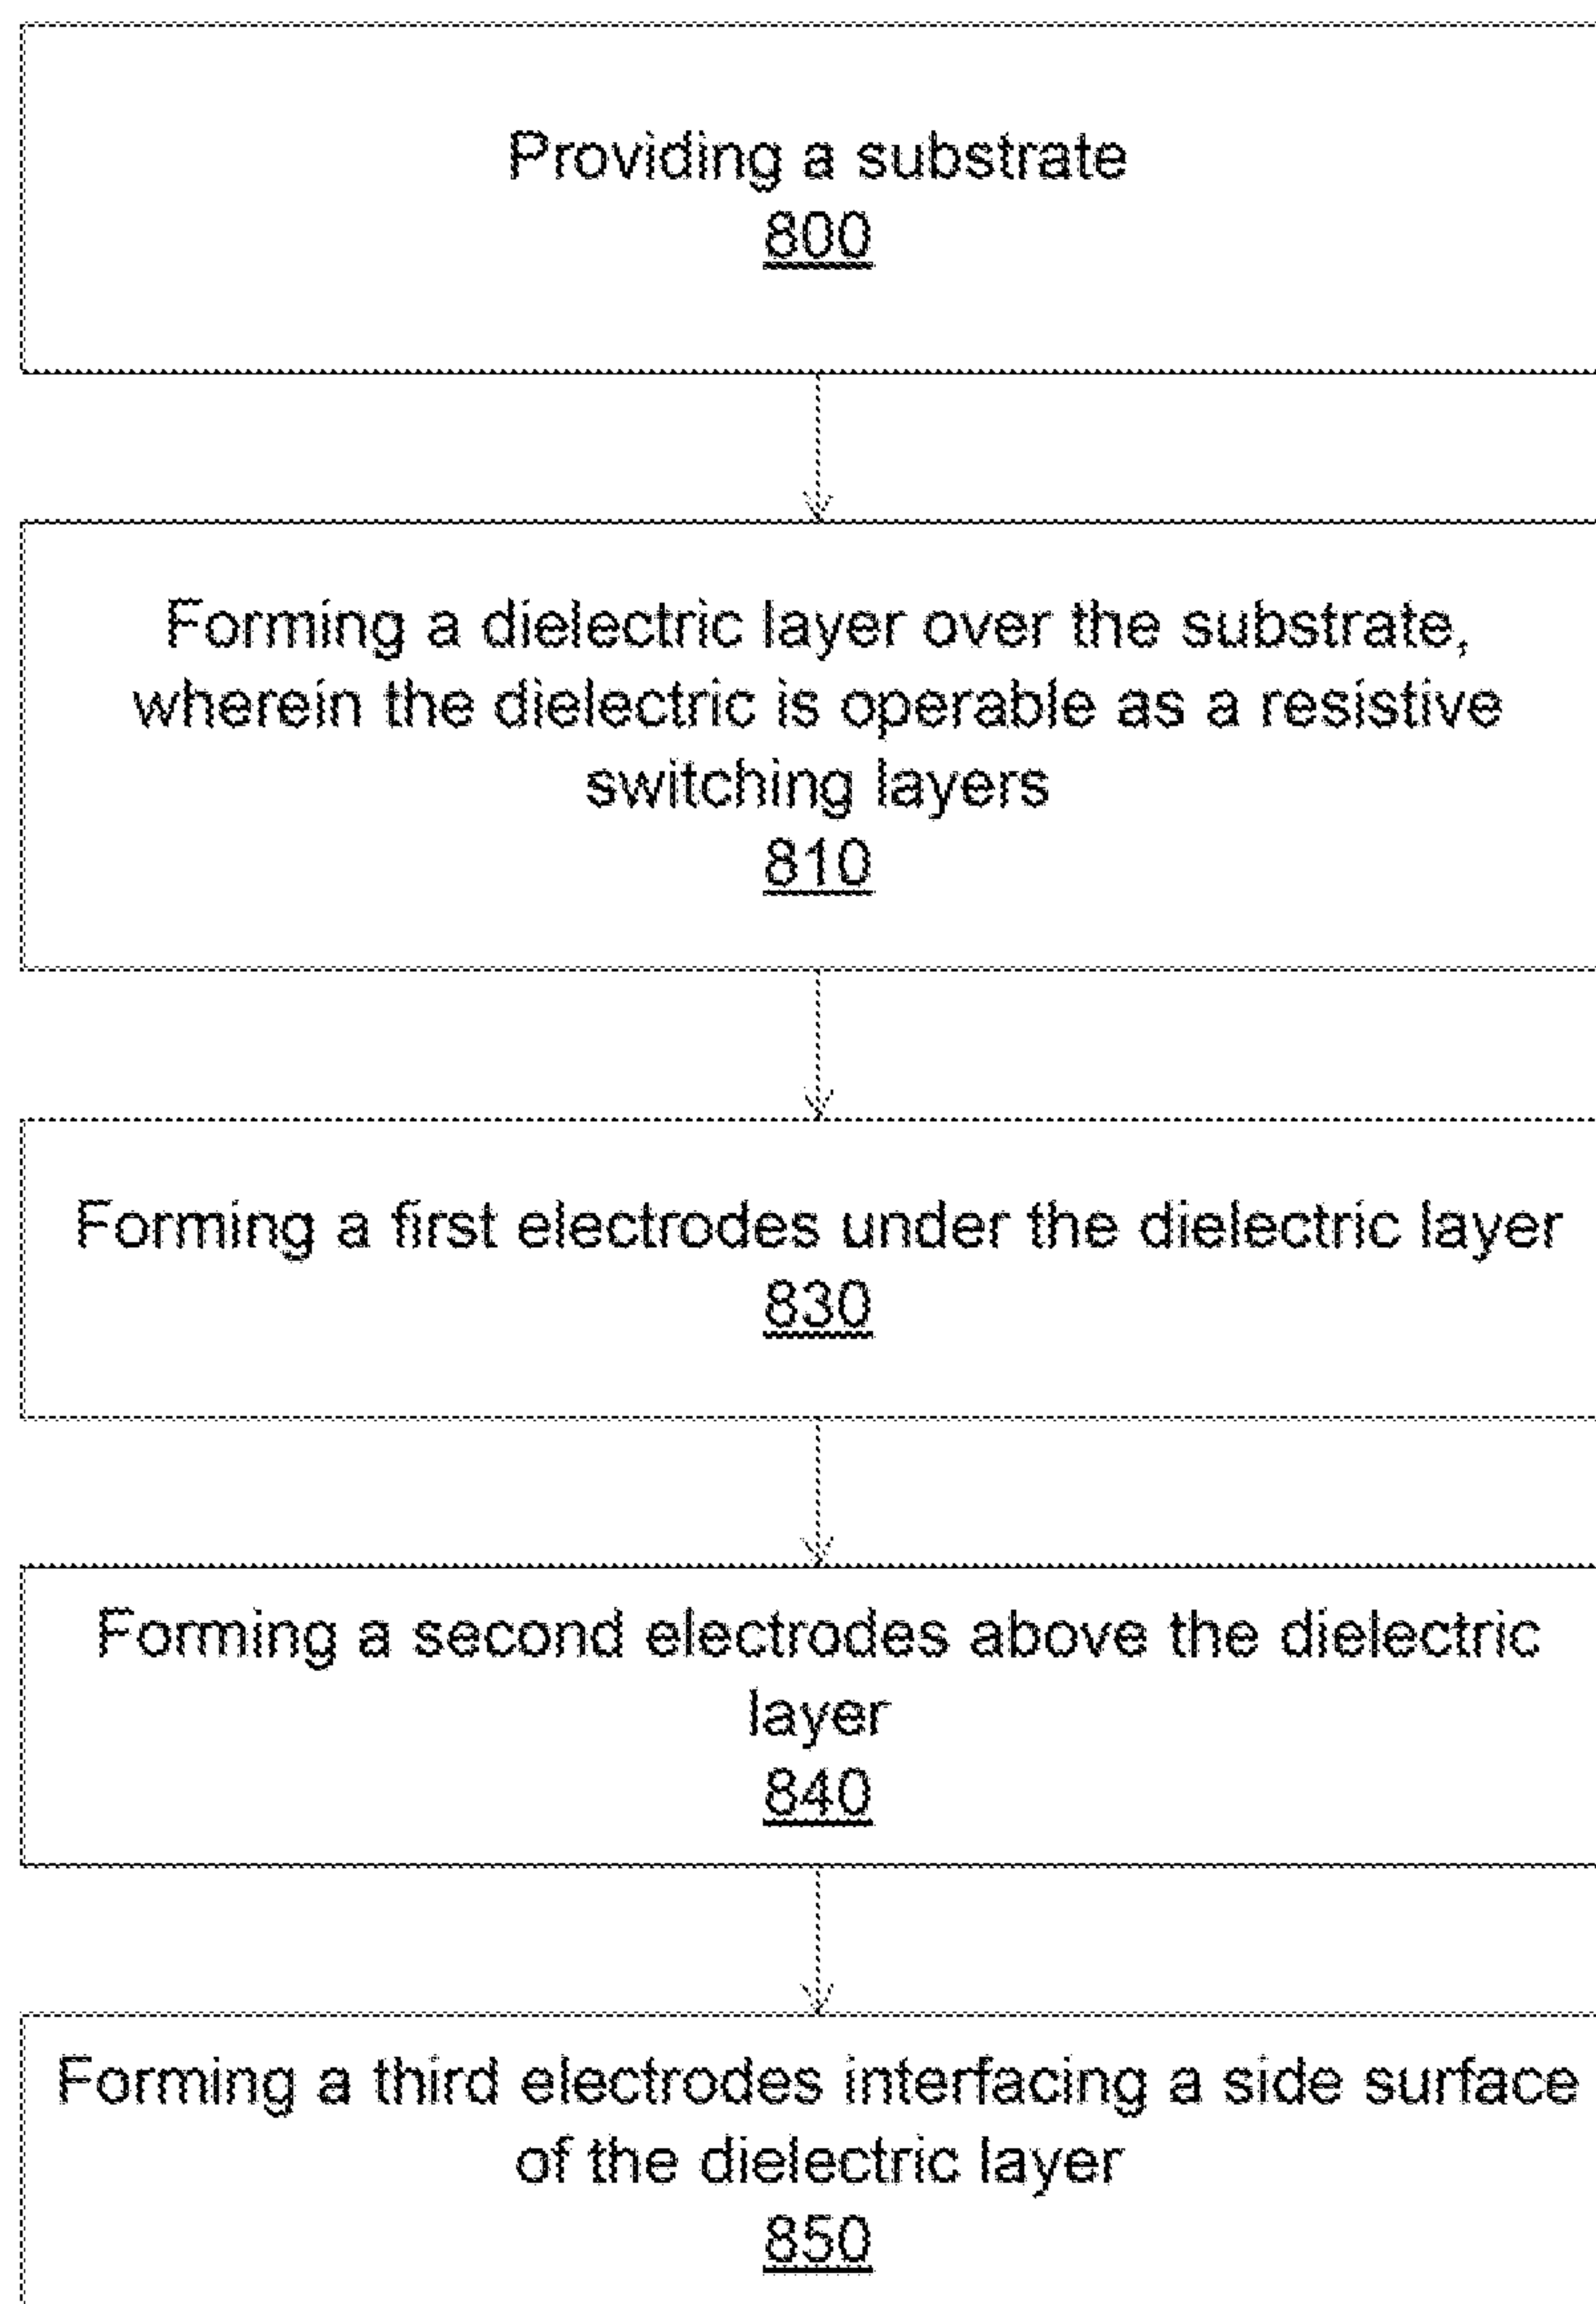 Providing a substrate
800
Forming a dielectric layer over the substrate,
wherein the dielectric is operable as a resistive
switching layers
810
Forming a first electrodes under the dielectric layer
830
Forming a second electrodes above the dielectric
layer
840
Forming a third electrodes interfacing a side surface
of the dielectric layer
850